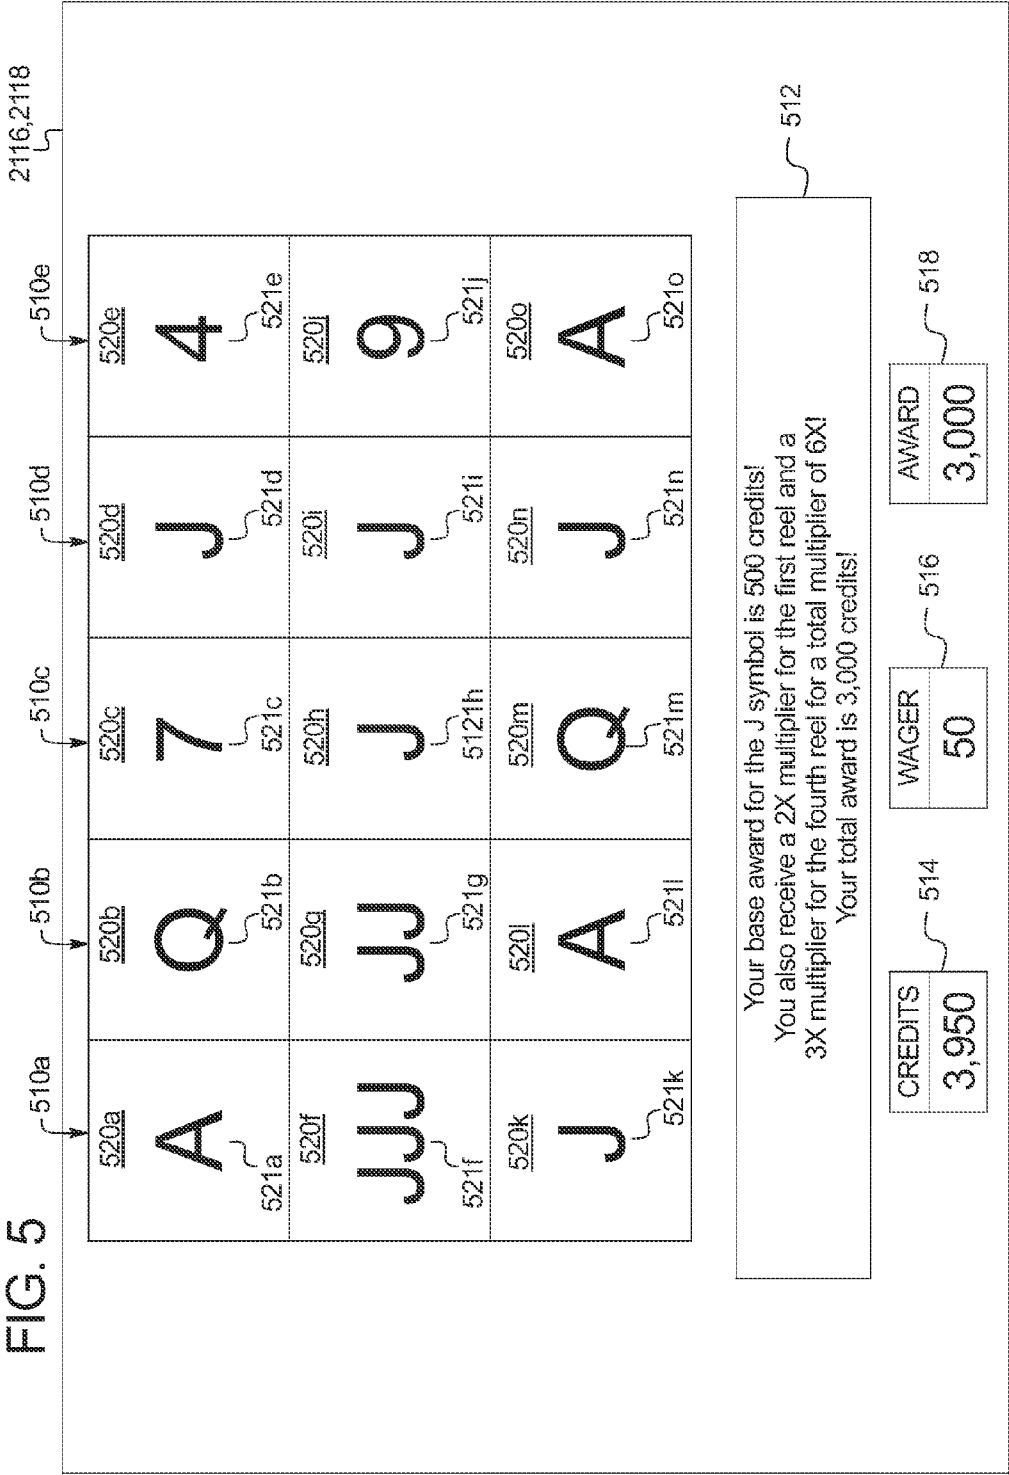 FIG. 5
2116,2118
510a 510b 510c 510d 510e
520a 520b 520c 520d 520e
A Q 7 J 4
521a 521b 521c 521d 521e
520f 520g 520h 520i 520j
JJJ JJ J J 9
521f 521g 5121h 521i 521j
520k 520l 520m 520n 520o
J A Q J A
521k 521l 521m 521n 521o
512
Your base award for the J symbol is 500 credits!
You also receive a 2X multiplier for the first reel and a
3X multiplier for the fourth reel for a total multiplier of 6X!
Your total award is 3,000 credits!
514 516 518
CREDITS WAGER AWARD
3,950 50 3,000